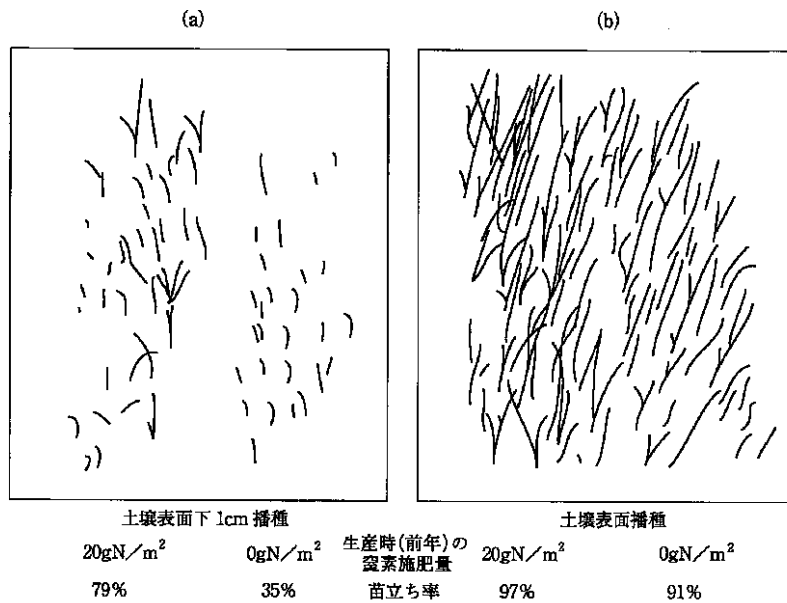 (a) (b)
土壌表面下 1cm 播種 土壌表面播種
20gN/m² 0gN/m² 生産時(前年)の窒素施肥量 20gN/m² 0gN/m²
79% 35% 苗立ち率 97% 91%